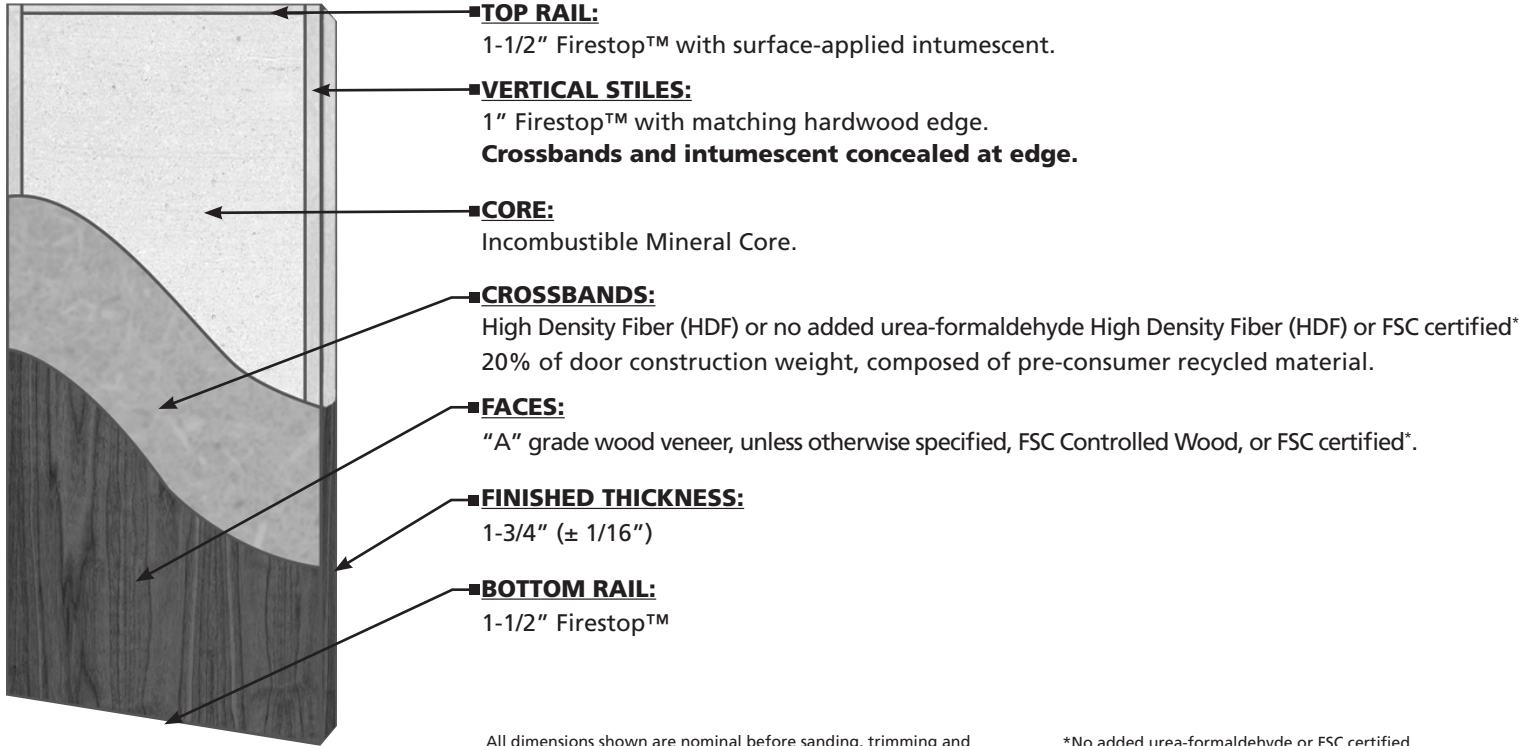 TOP RAIL:
1-1/2” Firestop™ with surface-applied intumescent.
VERTICAL STILES:
1” Firestop™ with matching hardwood edge.
Crossbands and intumescent concealed at edge.
CORE:
Incombustible Mineral Core.
CROSSBANDS:
High Density Fiber (HDF) or no added urea-formaldehyde High Density Fiber (HDF) or FSC certified*
20% of door construction weight, composed of pre-consumer recycled material.
FACES:
“A” grade wood veneer, unless otherwise specified, FSC Controlled Wood, or FSC certified*.
FINISHED THICKNESS:
1-3/4” (± 1/16”)
BOTTOM RAIL:
1-1/2” Firestop™
All dimensions shown are nominal before sanding, trimming and
*No added urea-formaldehyde or FSC certified